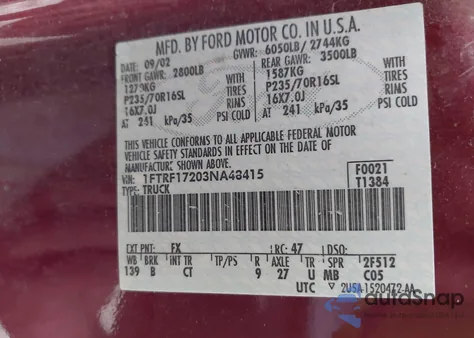 MFD. BY FORD MOTOR CO. IN U.S.A.
DATE: 09/02 GVWR: 6050LB/ 2744KG
FRONT GAWR: 2800LB REAR GAWR: 3500LB
1270KG 1587KG
P235/70R16SL TIRES P235/70R16SL TIRES
16X7.0J RIMS 16X7.0J RIMS
AT 241 kPa/35 PSI COLD AT 241 kPa/35 PSI COLD
THIS VEHICLE CONFORMS TO ALL APPLICABLE FEDERAL MOTOR
VEHICLE SAFETY STANDARDS IN EFFECT ON THE DATE OF
MANUFACTURE SHOWN ABOVE.
VIN: 1FTRF17203NA48415 F0021
TYPE: TRUCK T1384
EXT PNT: FX RC: 47 DSO:
WB BRK INT TR TP/PS R AXLE TR SPR 2F512
139 B CT 9 27 U MB C05
UTC 2U5A 1520472 AA
autoSnap